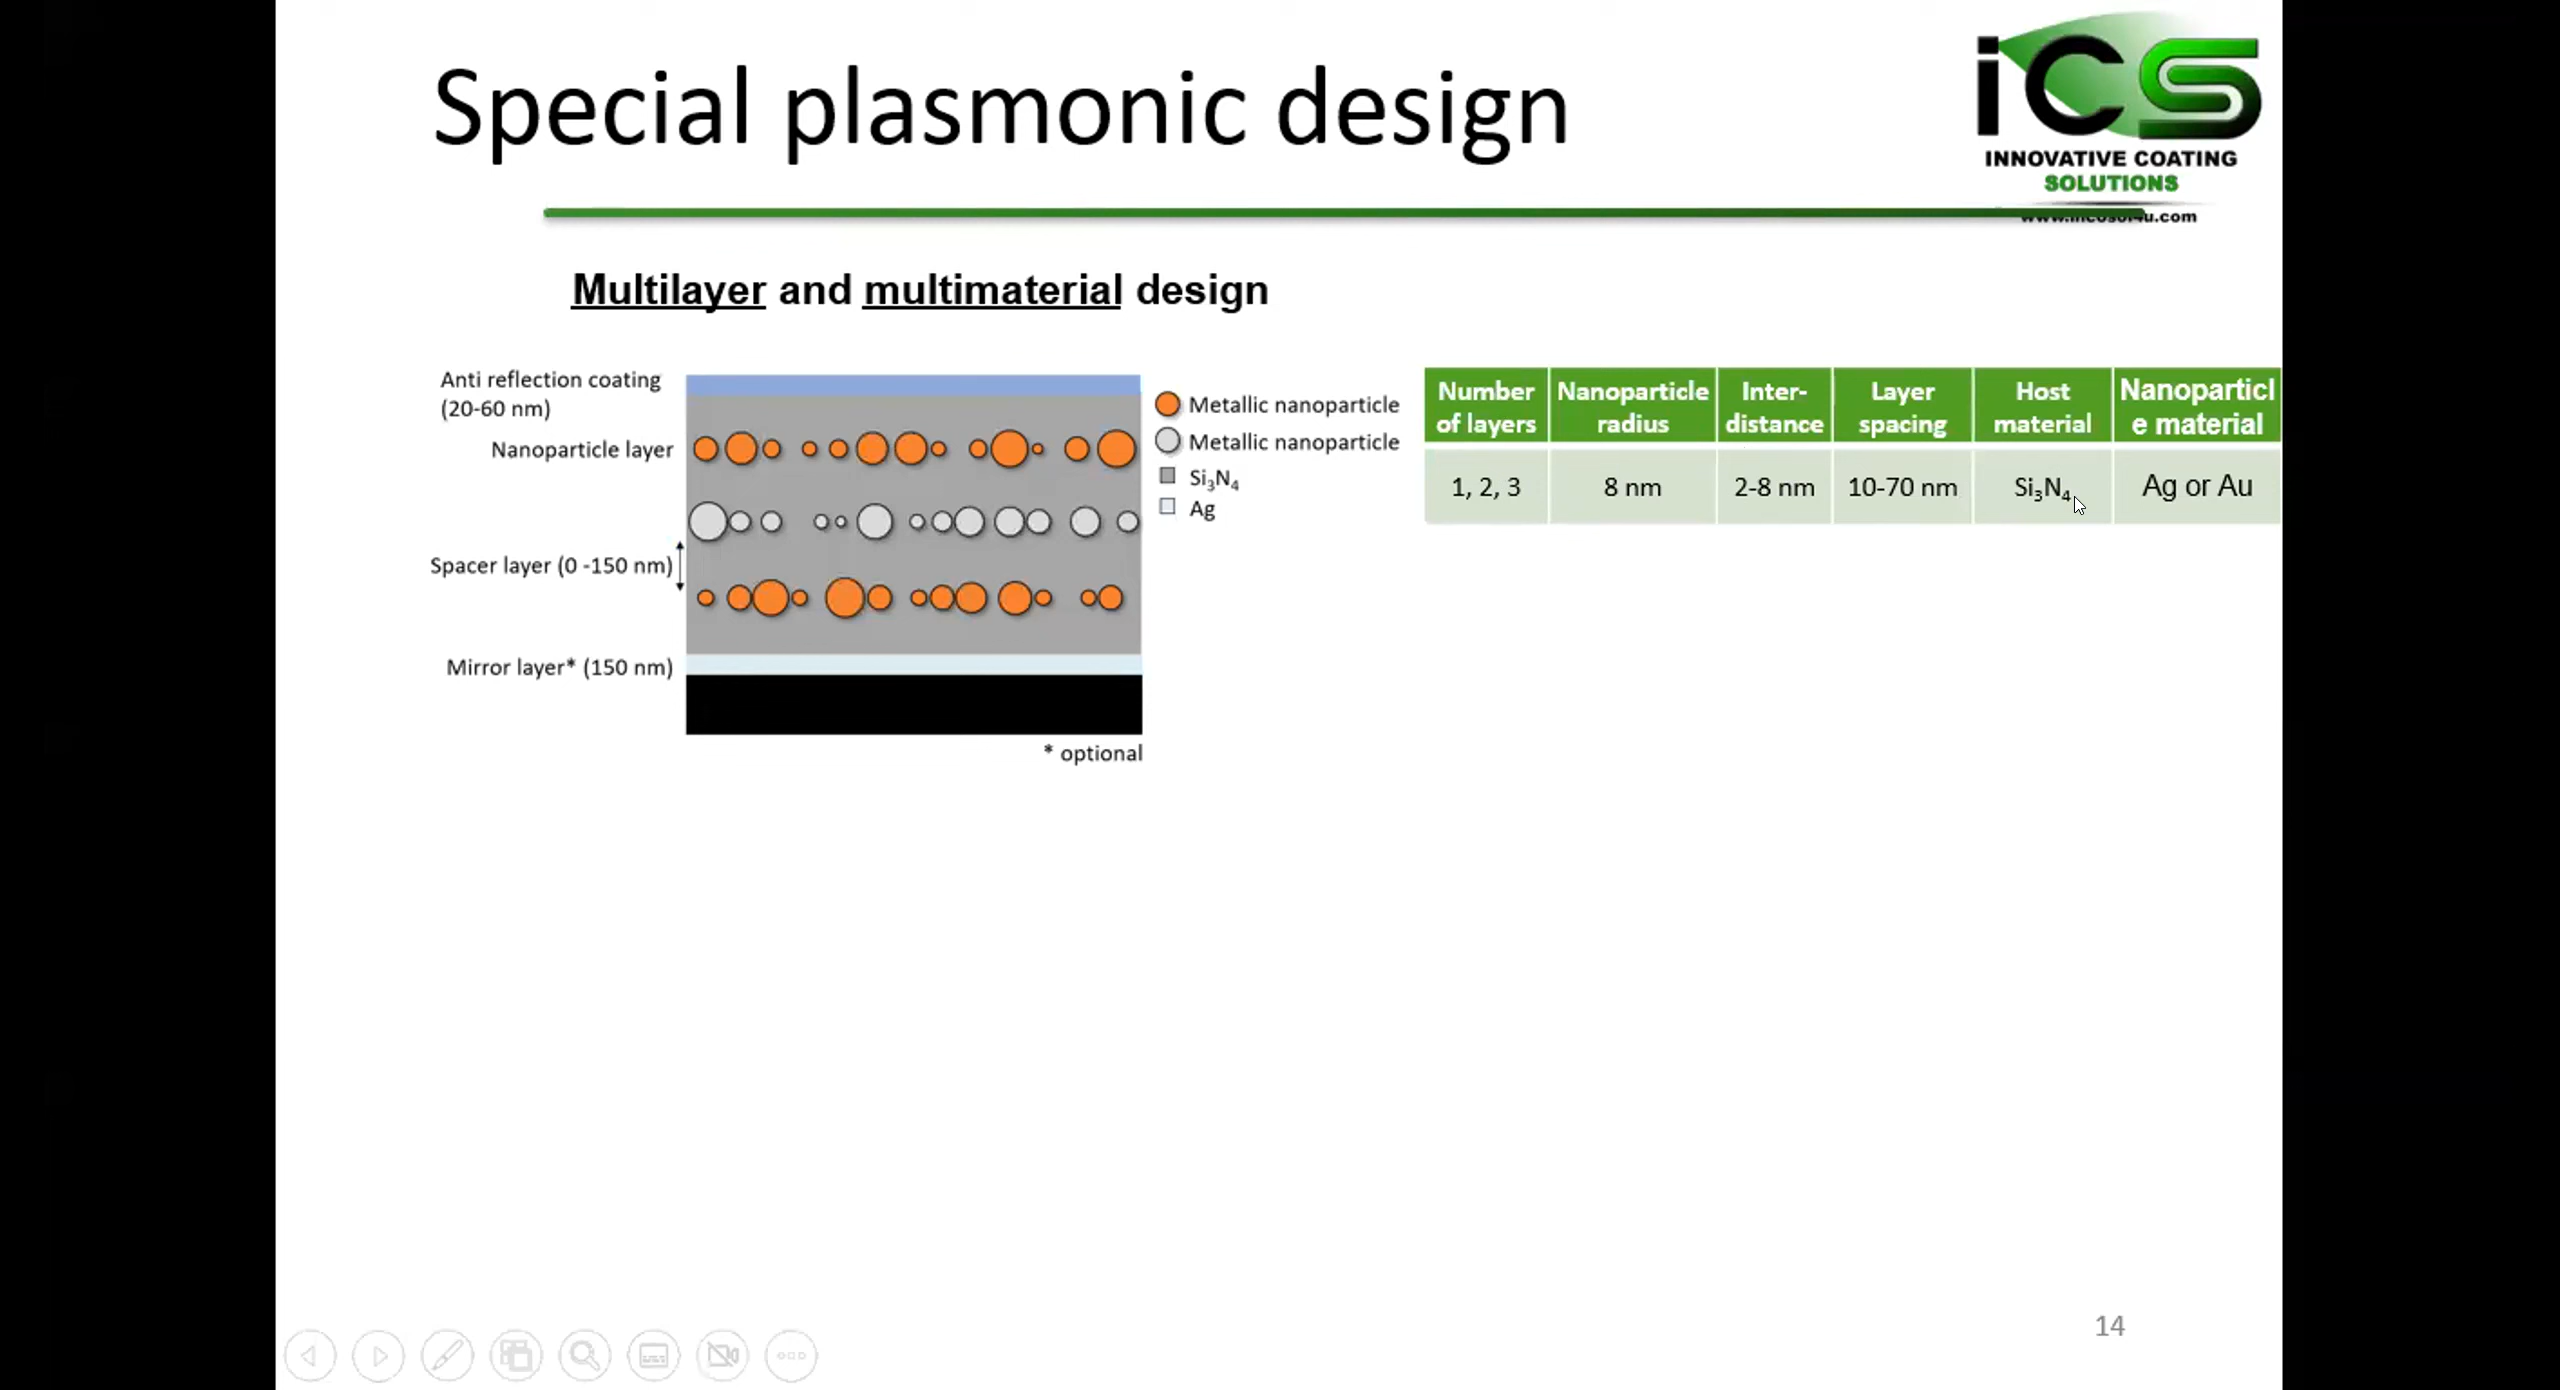 Special plasmonic design
iCS
INNOVATIVE COATING
SOLUTIONS
www.incosol4u.com
Multilayer and multimaterial design
Anti reflection coating
(20-60 nm)
Nanoparticle layer
Spacer layer (0 -150 nm)
Mirror layer* (150 nm)
* optional
Metallic nanoparticle
Metallic nanoparticle
Si₃N₄
Ag
Number of layers
Nanoparticle radius
Inter-distance
Layer spacing
Host material
Nanoparticl
e material
1, 2, 3
8 nm
2-8 nm
10-70 nm
Si₃N₄
Ag or Au
14